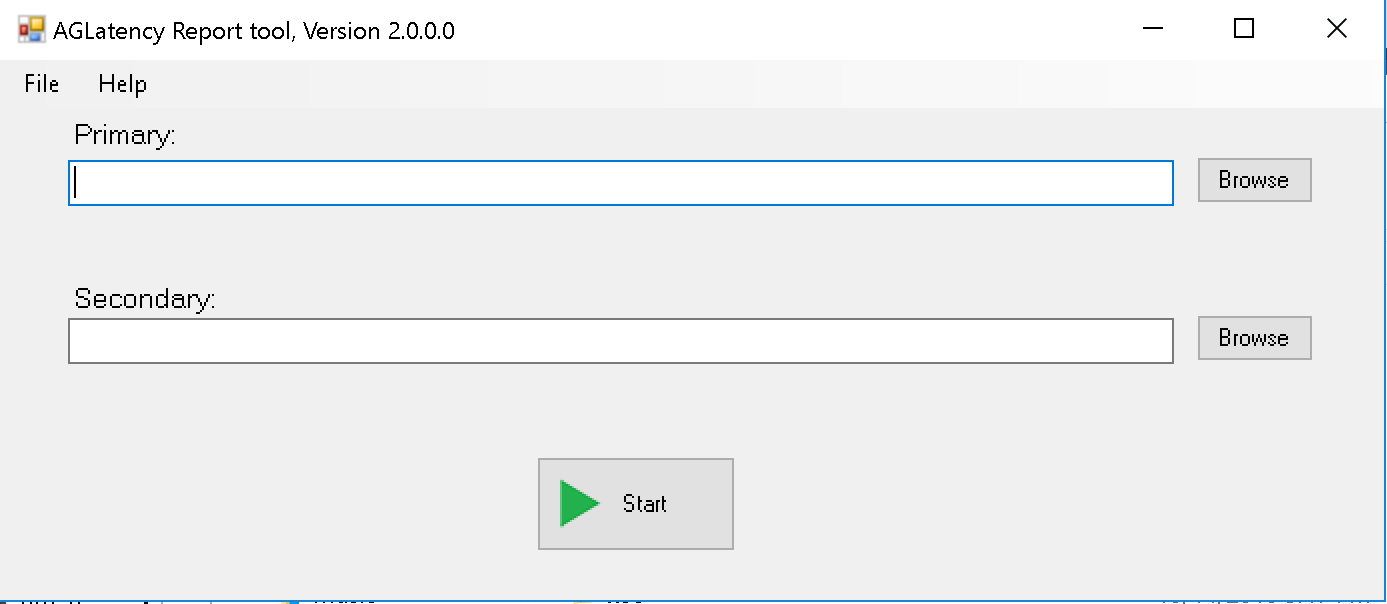 AGLatency Report tool, Version 2.0.0.0
File Help
Primary:
Browse
Secondary:
Browse
Start